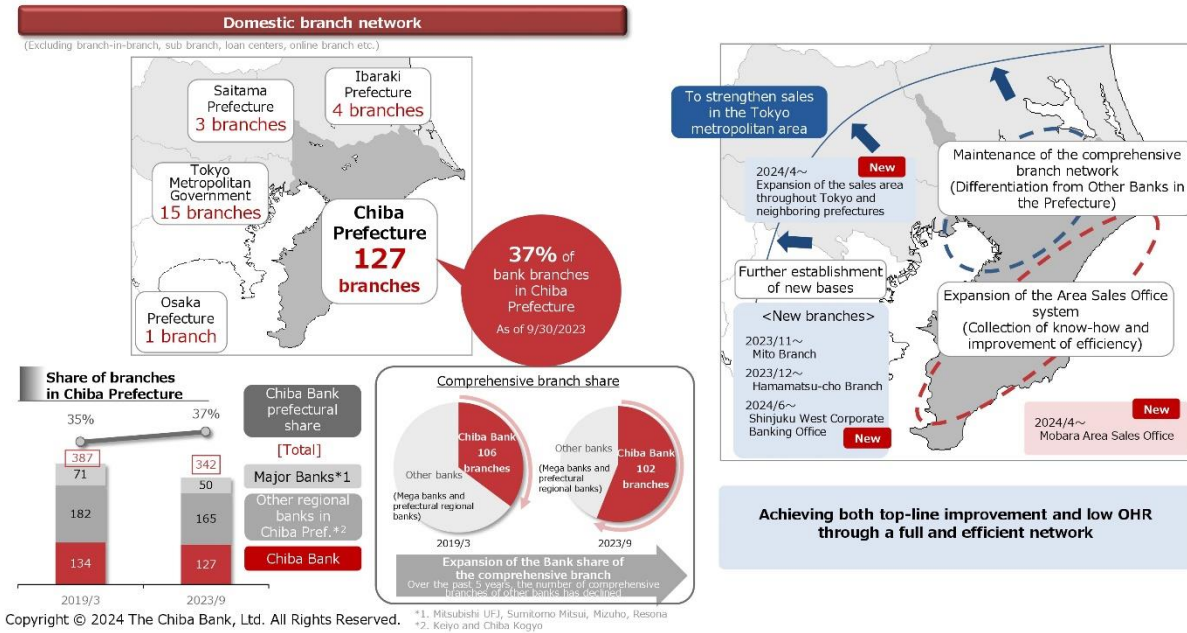 Domestic branch network
(Excluding branch-in-branch, sub branch, loan centers, online branch etc.)
Saitama
Prefecture
3 branches
Ibaraki
Prefecture
4 branches
Tokyo
Metropolitan
Government
15 branches
Chiba
Prefecture
127
branches
Osaka
Prefecture
1 branch
37% of
bank branches
in Chiba
Prefecture
As of 9/30/2023
Share of branches
in Chiba Prefecture
35%
37%
387
342
71
50
182
165
134
127
2019/3
2023/9
Chiba Bank
prefectural
share
[Total]
Major Banks*1
Other regional
banks in
Chiba Pref.*2
Chiba Bank
Comprehensive branch share
Chiba Bank
106
branches
Other banks
(Mega banks and
prefectural regional
banks)
2019/3
Other banks
(Mega banks and
prefectural regional
banks)
Chiba Bank
102
branches
2023/9
Expansion of the Bank share of
the comprehensive branch
Over the past 5 years, the number of comprehensive
branches of other banks has declined
To strengthen sales
in the Tokyo
metropolitan area
New
2024/4~
Expansion of the sales area
throughout Tokyo and
neighboring prefectures
Maintenance of the comprehensive
branch network
(Differentiation from Other Banks in
the Prefecture)
Further establishment
of new bases
<New branches>
2023/11~
Mito Branch
2023/12~
Hamamatsu-cho Branch
2024/6~
Shinjuku West Corporate
Banking Office
New
Expansion of the Area Sales Office
system
(Collection of know-how and
improvement of efficiency)
New
2024/4~
Mobara Area Sales Office
Achieving both top-line improvement and low OHR
through a full and efficient network
Copyright © 2024 The Chiba Bank, Ltd. All Rights Reserved.
*1. Mitsubishi UFJ, Sumitomo Mitsui, Mizuho, Resona
*2. Keiyo and Chiba Kogyo